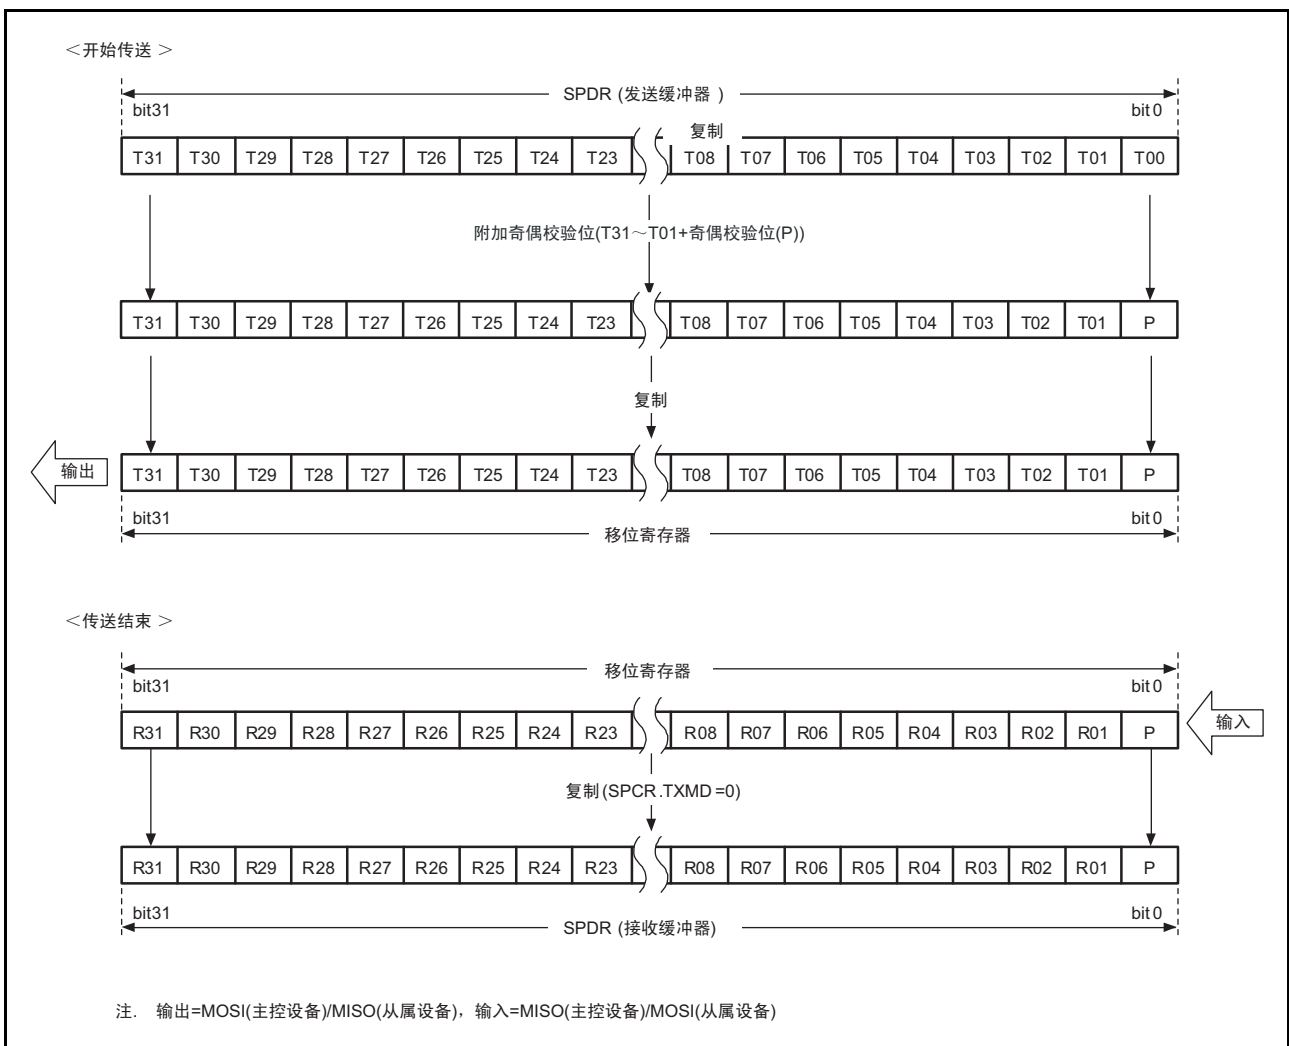 ＜开始传送＞
SPDR (发送缓冲器 )
bit31 bit0
复制
T31 T30 T29 T28 T27 T26 T25 T24 T23 T08 T07 T06 T05 T04 T03 T02 T01 T00
附加奇偶校验位(T31～T01+奇偶校验位(P))
T31 T30 T29 T28 T27 T26 T25 T24 T23 T08 T07 T06 T05 T04 T03 T02 T01 P
复制
输出 T31 T30 T29 T28 T27 T26 T25 T24 T23 T08 T07 T06 T05 T04 T03 T02 T01 P
bit31 bit0
移位寄存器
＜传送结束＞
移位寄存器
bit31 bit0
R31 R30 R29 R28 R27 R26 R25 R24 R23 R08 R07 R06 R05 R04 R03 R02 R01 P 输入
复制(SPCR.TXMD=0)
R31 R30 R29 R28 R27 R26 R25 R24 R23 R08 R07 R06 R05 R04 R03 R02 R01 P
bit31 bit0
SPDR (接收缓冲器)
注. 输出=MOSI(主控设备)/MISO(从属设备)，输入=MISO(主控设备)/MOSI(从属设备)